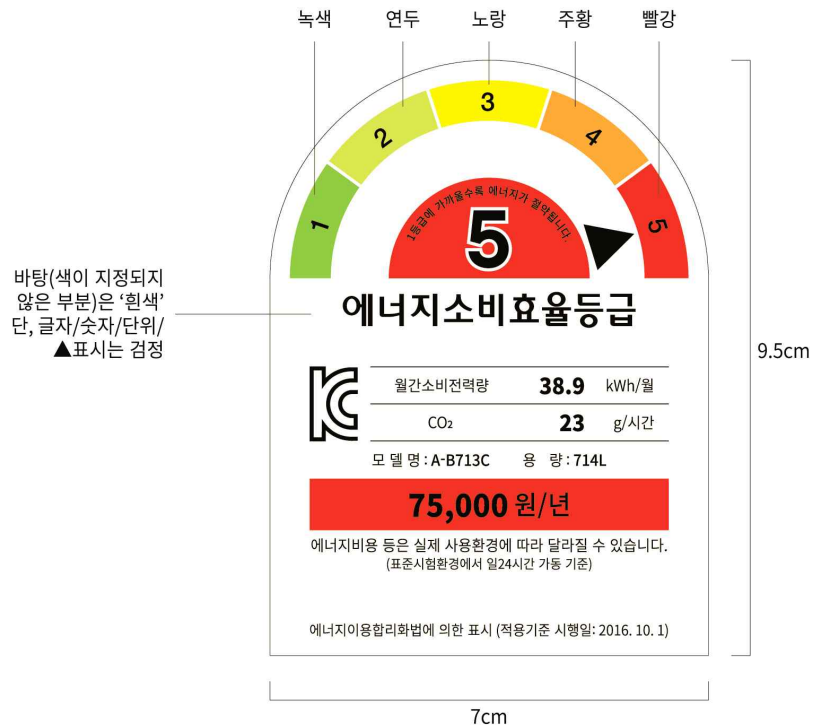 녹색 연두 노랑 주황 빨강
1 2 3 4 5
1등급에 가까울수록 에너지가 절약됩니다.
5
바탕(색이 지정되지
않은 부분)은 ‘흰색’
단, 글자/숫자/단위/
▲표시는 검정
에너지소비효율등급
9.5cm
월간소비전력량 38.9 kWh/월
CO₂ 23 g/시간
모 델 명 : A-B713C 용 량 : 714L
75,000 원/년
에너지비용 등은 실제 사용환경에 따라 달라질 수 있습니다.
(표준시험환경에서 일24시간 가동 기준)
에너지이용합리화법에 의한 표시 (적용기준 시행일: 2016. 10. 1)
7cm